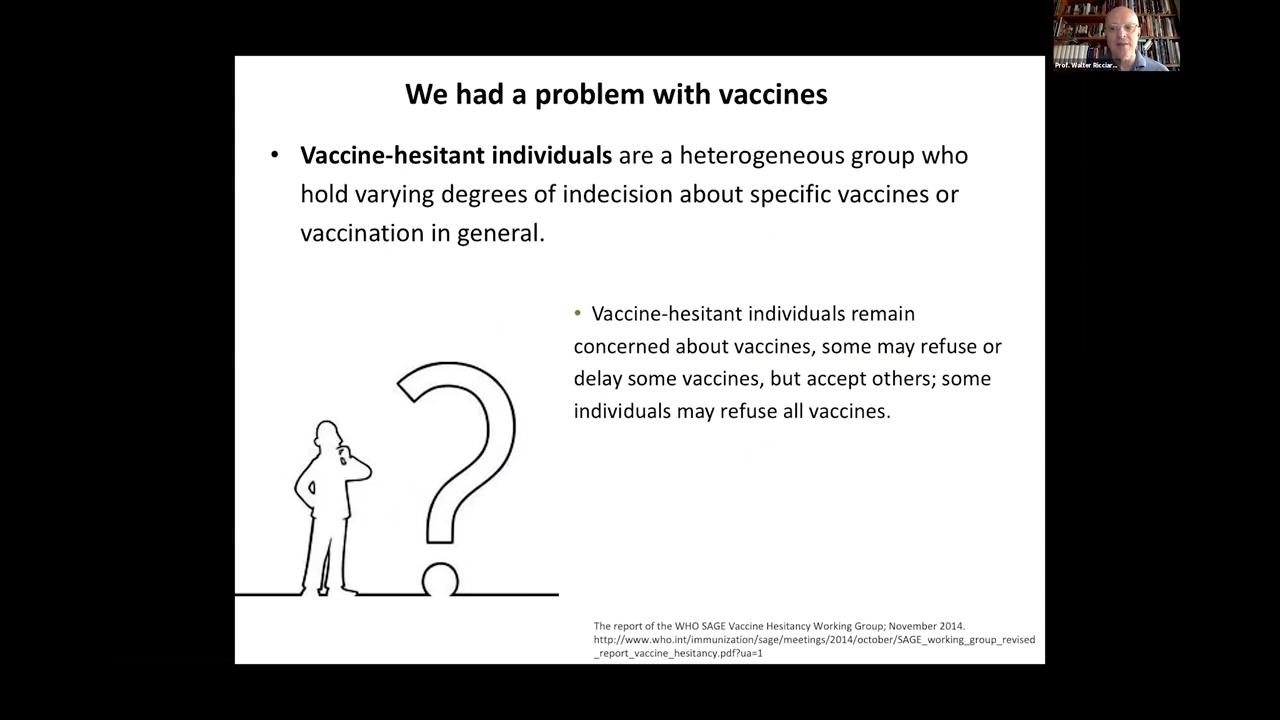 Prof. Walter Ricciar...
We had a problem with vaccines
• Vaccine-hesitant individuals are a heterogeneous group who
hold varying degrees of indecision about specific vaccines or
vaccination in general.
• Vaccine-hesitant individuals remain
concerned about vaccines, some may refuse or
delay some vaccines, but accept others; some
individuals may refuse all vaccines.
The report of the WHO SAGE Vaccine Hesitancy Working Group; November 2014.
http://www.who.int/immunization/sage/meetings/2014/october/SAGE_working_group_revised
_report_vaccine_hesitancy.pdf?ua=1